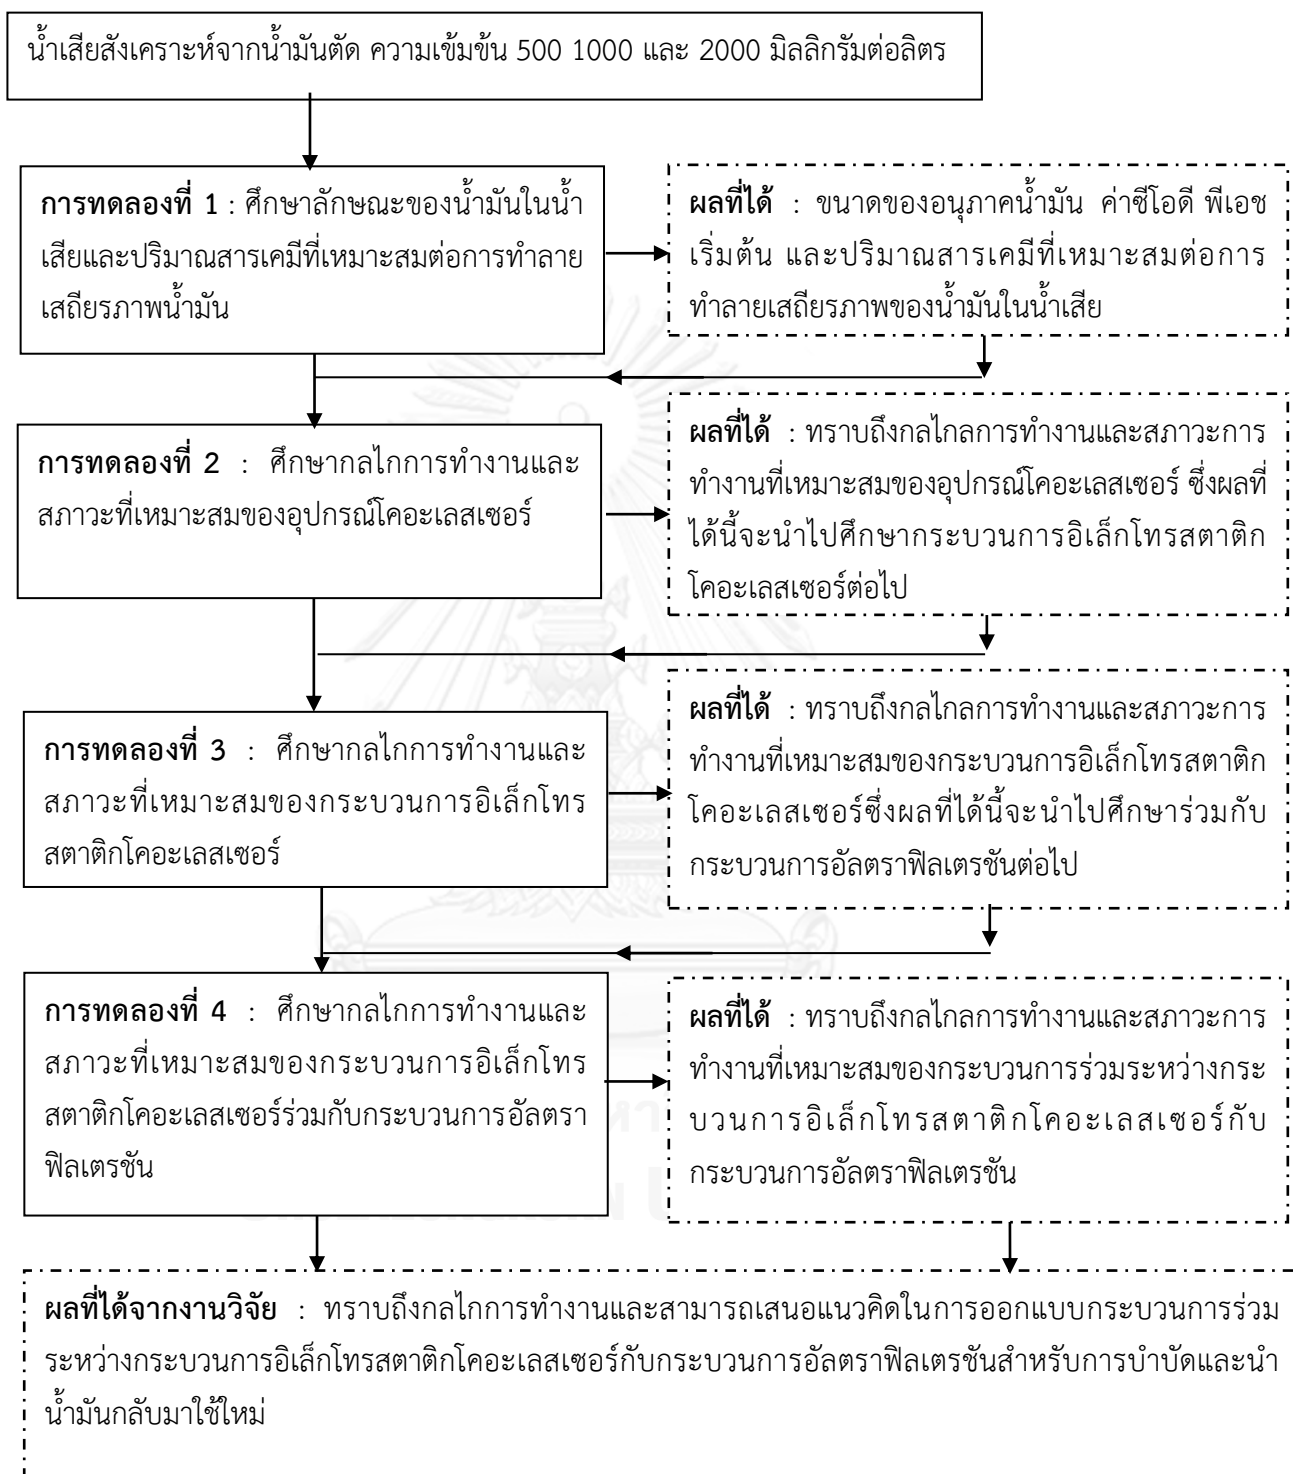 น้ำเสียสังเคราะห์จากน้ำมันตัด ความเข้มข้น 500 1000 และ 2000 มิลลิกรัมต่อลิตร
การทดลองที่ 1 : ศึกษาลักษณะของน้ำมันในน้ำ
เสียและปริมาณสารเคมีที่เหมาะสมต่อการทำลาย
เสถียรภาพน้ำมัน
ผลที่ได้ : ขนาดของอนุภาคน้ำมัน ค่าซีโอดี พีเอช
เริ่มต้น และปริมาณสารเคมีที่เหมาะสมต่อการ
ทำลายเสถียรภาพของน้ำมันในน้ำเสีย
การทดลองที่ 2 : ศึกษากลไกการทำงานและ
สภาวะที่เหมาะสมของอุปกรณ์โคอะเลสเซอร์
ผลที่ได้ : ทราบถึงกลไกลการทำงานและสภาวะการ
ทำงานที่เหมาะสมของอุปกรณ์โคอะเลสเซอร์ ซึ่งผลที่
ได้นี้จะนำไปศึกษากระบวนการอิเล็กโทรสตาติก
โคอะเลสเซอร์ต่อไป
การทดลองที่ 3 : ศึกษากลไกการทำงานและ
สภาวะที่เหมาะสมของกระบวนการอิเล็กโทร
สตาติกโคอะเลสเซอร์
ผลที่ได้ : ทราบถึงกลไกลการทำงานและสภาวะการ
ทำงานที่เหมาะสมของกระบวนการอิเล็กโทรสตาติก
โคอะเลสเซอร์ซึ่งผลที่ได้นี้จะนำไปศึกษาร่วมกับ
กระบวนการอัลตราฟิลเตรชันต่อไป
การทดลองที่ 4 : ศึกษากลไกการทำงานและ
สภาวะที่เหมาะสมของกระบวนการอิเล็กโทร
สตาติกโคอะเลสเซอร์ร่วมกับกระบวนการอัลตรา
ฟิลเตรชัน
ผลที่ได้ : ทราบถึงกลไกลการทำงานและสภาวะการ
ทำงานที่เหมาะสมของกระบวนการร่วมระหว่างกระ
บวนการอิเล็กโทรสตาติกโคอะเลสเซอร์กับ
กระบวนการอัลตราฟิลเตรชัน
ผลที่ได้จากงานวิจัย : ทราบถึงกลไกการทำงานและสามารถเสนอแนวคิดในการออกแบบกระบวนการร่วม
ระหว่างกระบวนการอิเล็กโทรสตาติกโคอะเลสเซอร์กับกระบวนการอัลตราฟิลเตรชันสำหรับการบำบัดและนำ
น้ำมันกลับมาใช้ใหม่